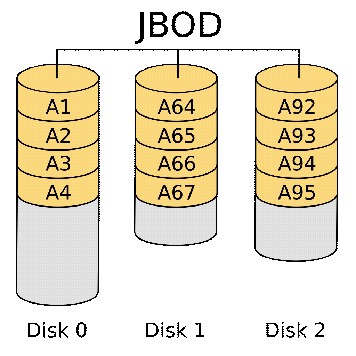 JBOD
A1 A64 A92
A2 A65 A93
A3 A66 A94
A4 A67 A95
Disk 0 Disk 1 Disk 2